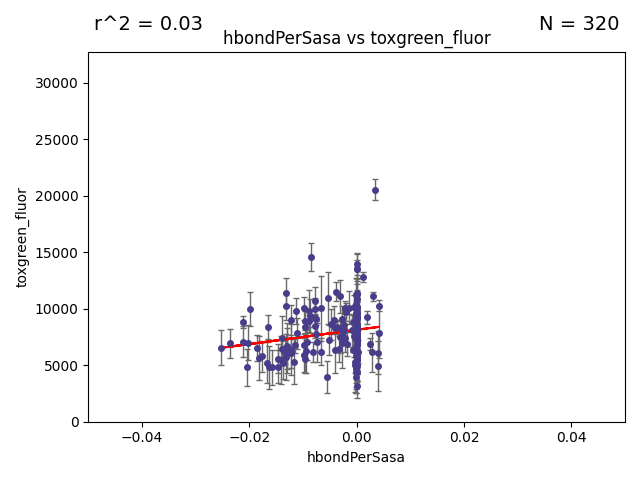 r^2 = 0.03
N = 320
hbondPerSasa vs toxgreen_fluor
30000
25000
20000
15000
10000
5000
0
toxgreen_fluor
−0.04
−0.02
0.00
0.02
0.04
hbondPerSasa